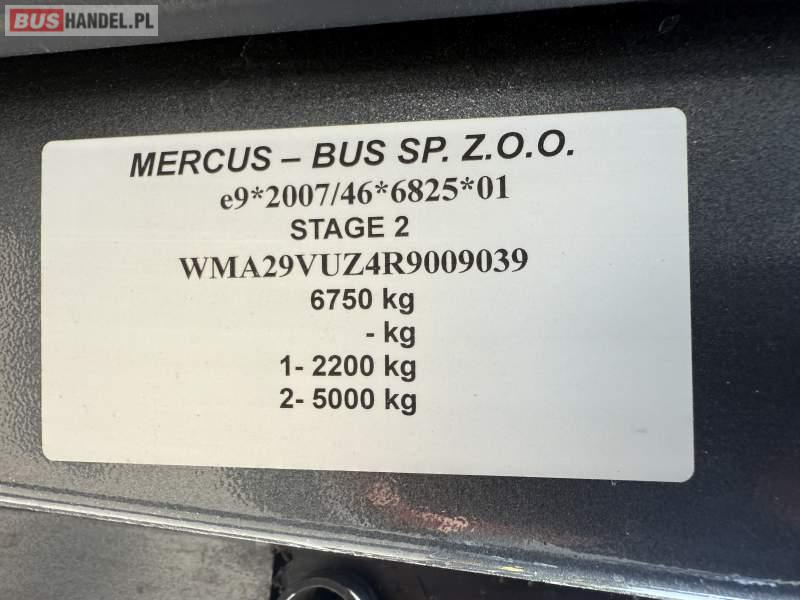 BUSHANDEL.PL
MERCUS – BUS SP. Z.O.O.
e9*2007/46*6825*01
STAGE 2
WMA29VUZ4R9009039
6750 kg
- kg
1- 2200 kg
2- 5000 kg